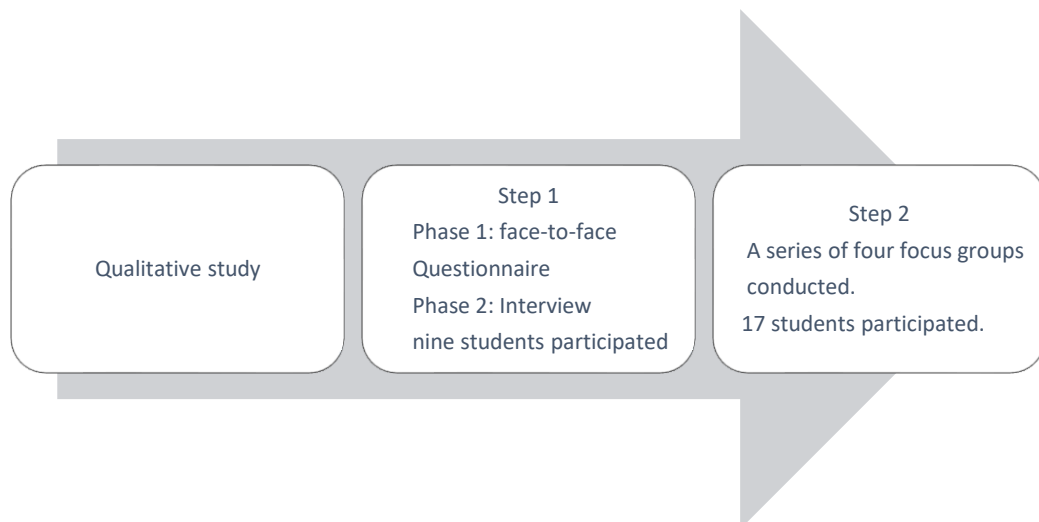 Qualitative study
Step 1
Phase 1: face-to-face
Questionnaire
Phase 2: Interview
nine students participated
Step 2
A series of four focus groups
conducted.
17 students participated.